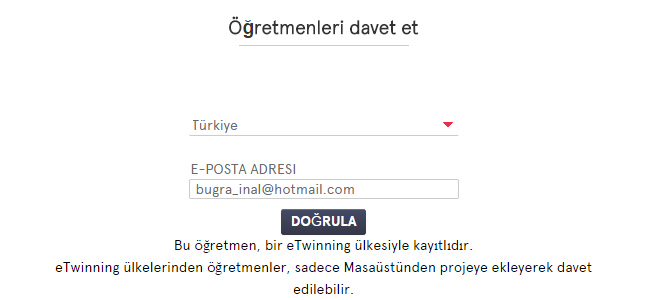 Öğretmenleri davet et
Türkiye
E-POSTA ADRESI
bugra_inal@hotmail.com
DOĞRULA
Bu öğretmen, bir eTwinning ülkesiyle kayıtlıdır.
eTwinning ülkelerinden öğretmenler, sadece Masaüstünden projeye ekleyerek davet
edilebilir.